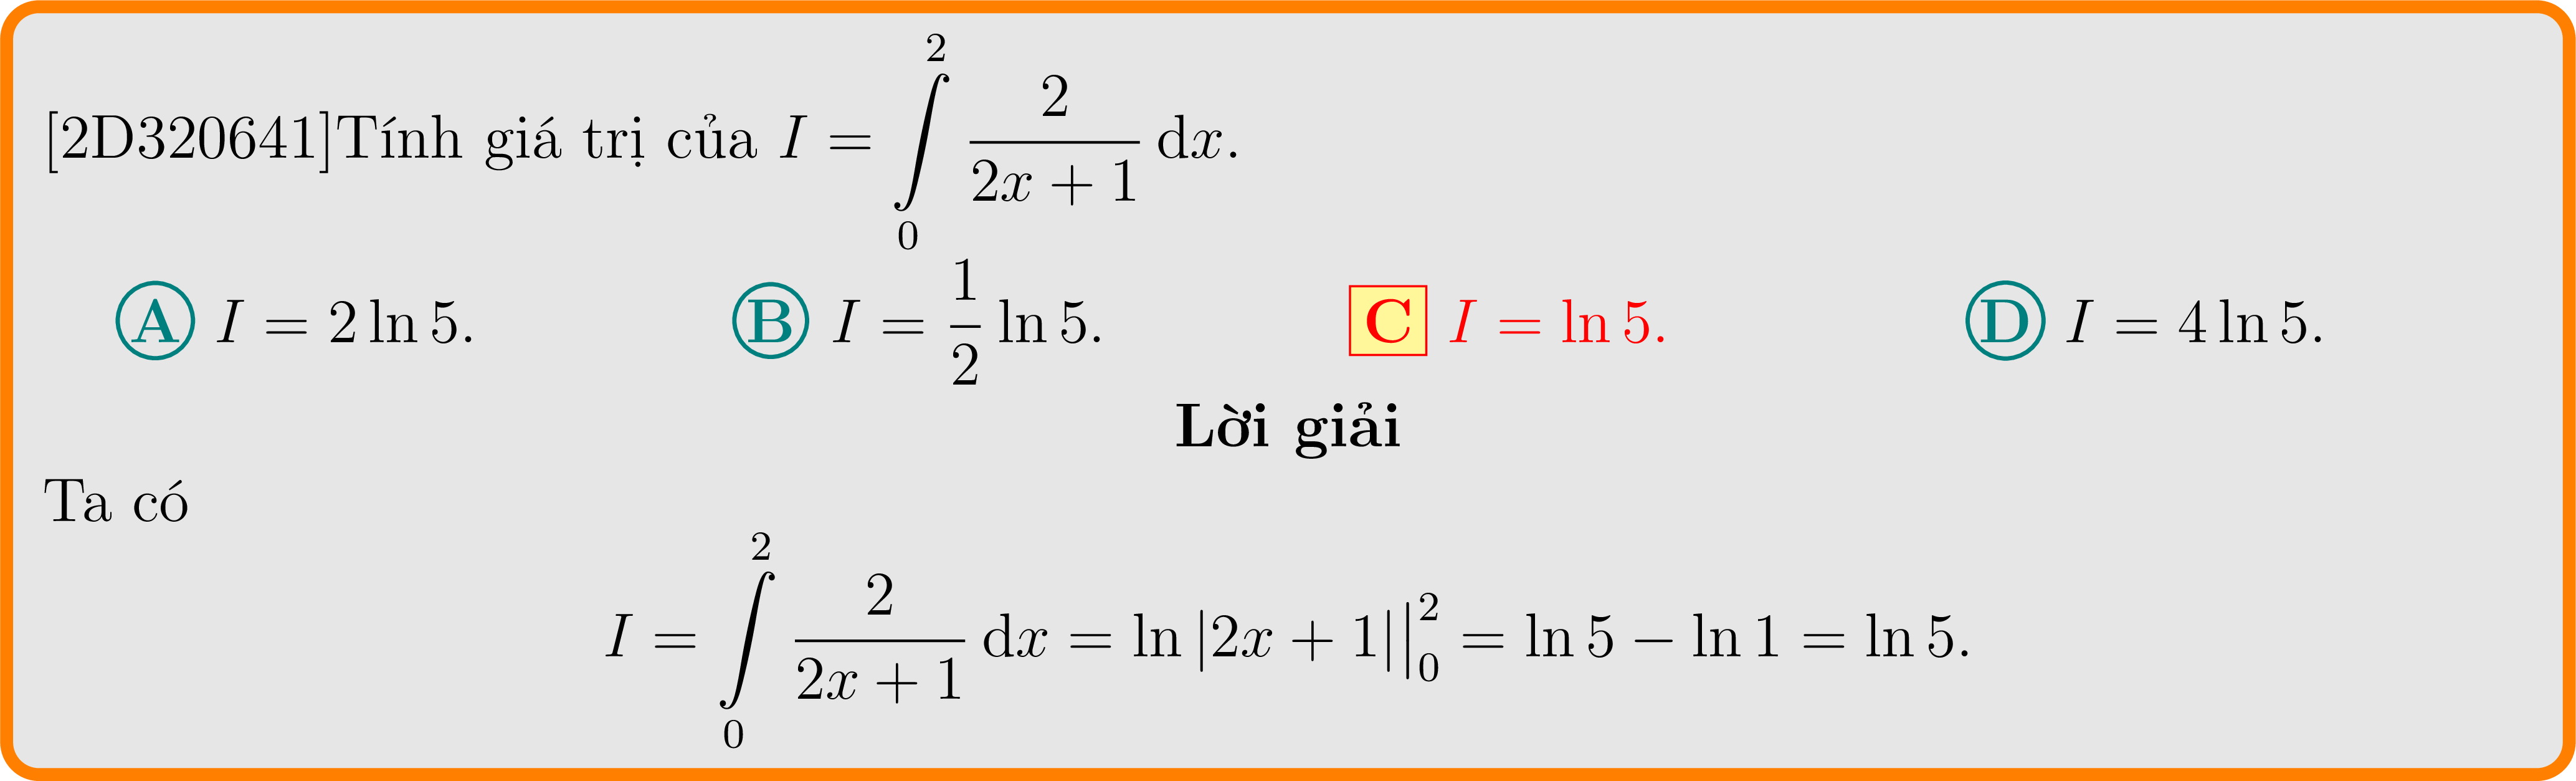 [2D320641]Tính giá trị của $I = \int\limits_0^2 \frac{2}{2x+1} \, \mathrm{d}x$.
A $I = 2\ln 5$. B $I = \frac{1}{2}\ln 5$. C $I = \ln 5$. D $I = 4\ln 5$.
Lời giải
Ta có
$I = \int\limits_0^2 \frac{2}{2x+1} \, \mathrm{d}x = \ln|2x+1|\Big|_0^2 = \ln 5 - \ln 1 = \ln 5$.